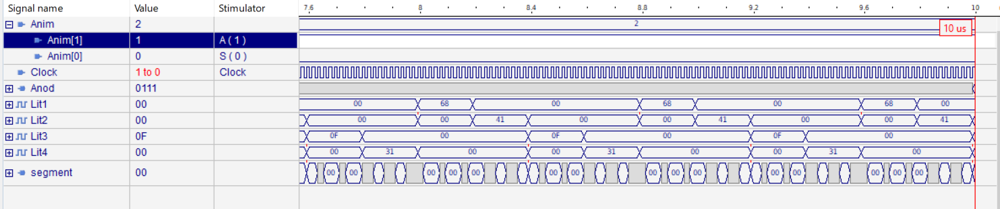 Signal name Value Stimulator 7.6 8 8.4 8.8 9.2 9.6 10
Anim 2 2
10 us
Anim[1] 1 A ( 1 )
Anim[0] 0 S ( 0 )
Clock 1 to 0 Clock
Anod 0111
Lit1 00 00 68 00 68 00 68 00
Lit2 00 00 00 41 00 00 41 00 00 41
Lit3 0F 0F 00 0F 00 0F 00
Lit4 00 00 31 00 00 31 00 00 31 00
segment 00 00 00 00 00 00 00 00 00 00 00 00 00 00 00 00